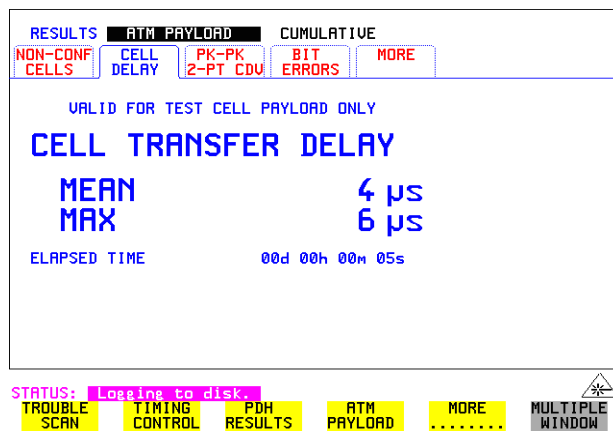 RESULTS ATM PAYLOAD CUMULATIVE
NON-CONF CELL PK-PK BIT MORE
CELLS DELAY 2-PT CDV ERRORS
VALID FOR TEST CELL PAYLOAD ONLY
CELL TRANSFER DELAY
MEAN 4 µs
MAX 6 µs
ELAPSED TIME 00d 00h 00m 05s
STATUS: Logging to disk.
TROUBLE TIMING PDH ATM MORE MULTIPLE
SCAN CONTROL RESULTS PAYLOAD ........ WINDOW